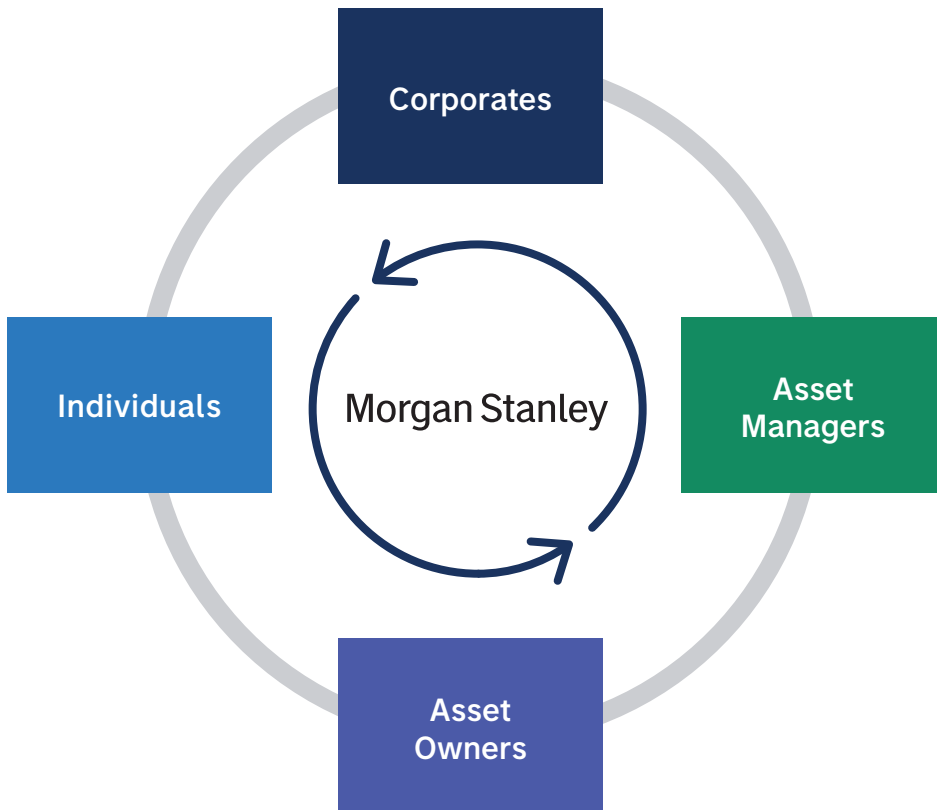 Corporates
Individuals
Morgan Stanley
Asset
Managers
Asset
Owners